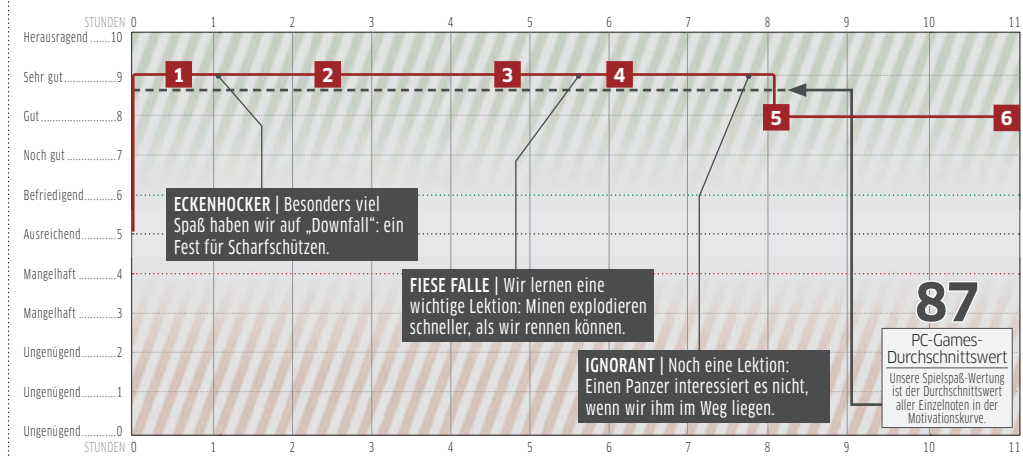 STUNDEN 0 1 2 3 4 5 6 7 8 9 10 11
Herausragend ......10
Sehr gut ..............9
Gut ......................8
Noch gut ..............7
Befriedigend ........6
Ausreichend .........5
Mangelhaft ...........4
Mangelhaft ...........3
Ungenügend .........2
Ungenügend .........1
Ungenügend .........0
1 2 3 4
5 6
ECKENHOCKER | Besonders viel
Spaß haben wir auf „Downfall“: ein
Fest für Scharfschützen.
FIESE FALLE | Wir lernen eine
wichtige Lektion: Minen explodieren
schneller, als wir rennen können.
IGNORANT | Noch eine Lektion:
Einen Panzer interessiert es nicht,
wenn wir ihm im Weg liegen.
87
PC-Games-
Durchschnittswert
Unsere Spielspaß-Wertung
ist der Durchschnittswert
aller Einzelnoten in der
Motivationskurve.
STUNDEN 0 1 2 3 4 5 6 7 8 9 10 11